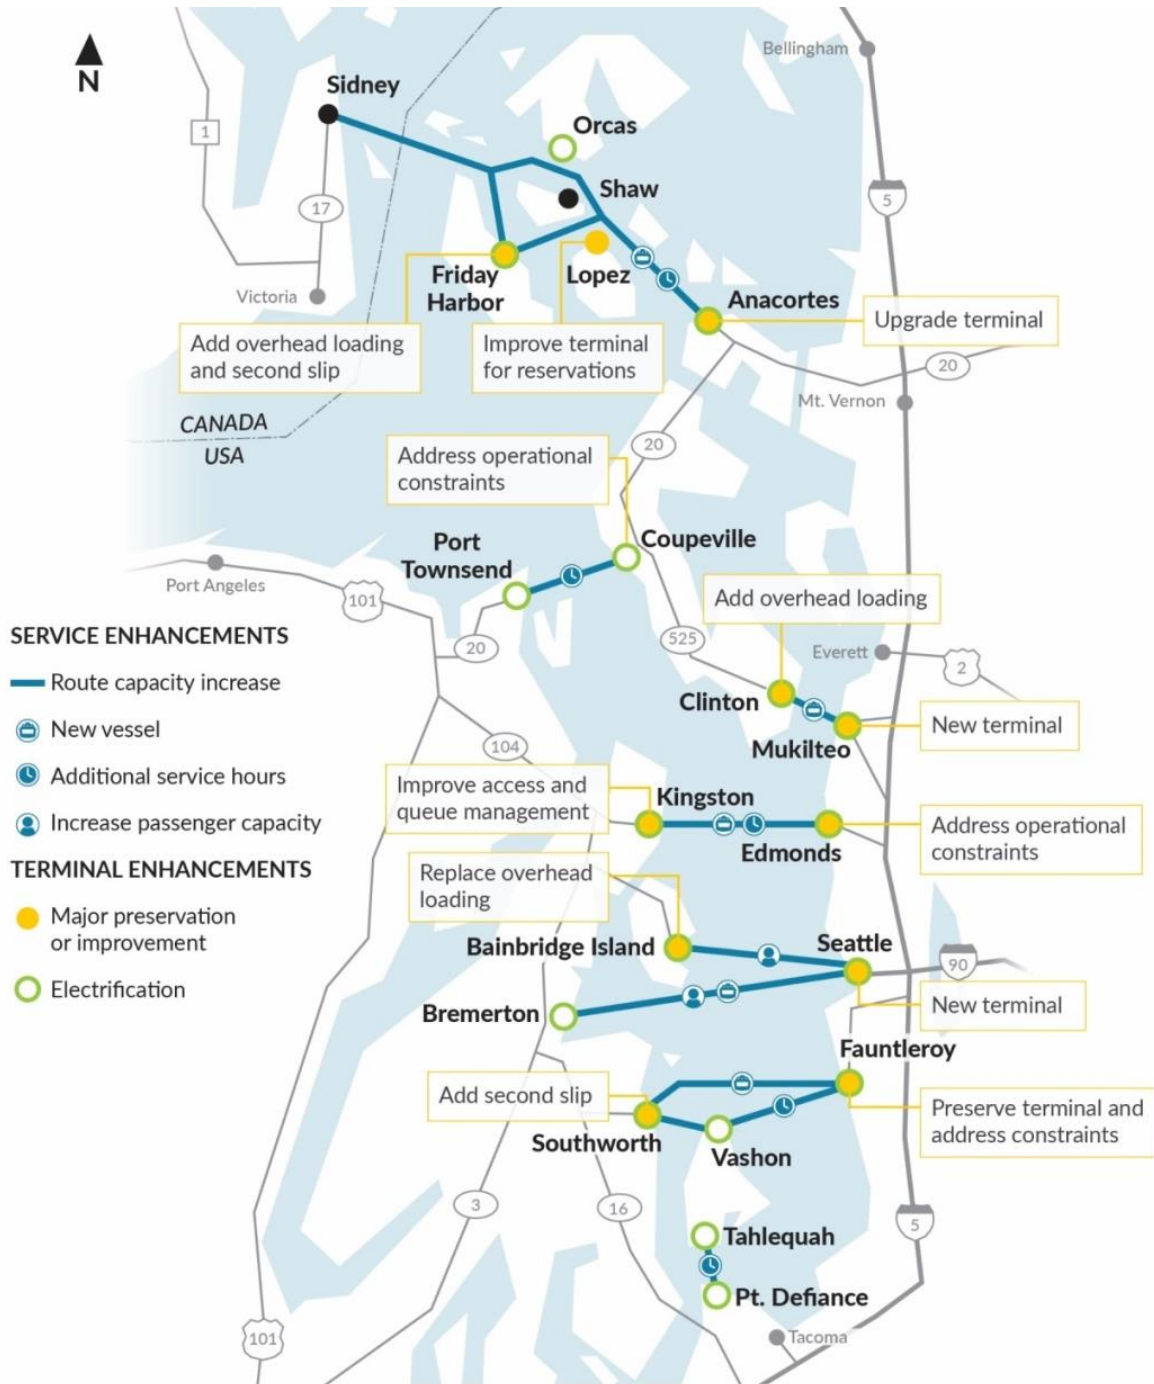 Bellingham
N
Sidney
1
Orcas
Shaw
5
17
Friday
Harbor
Lopez
Victoria
Anacortes
Upgrade terminal
Add overhead loading
and second slip
Improve terminal
for reservations
20
Mt. Vernon
CANADA
USA
20
Address operational
constraints
Coupeville
Port
Townsend
Port Angeles
101
Add overhead loading
20
525
Everett
2
SERVICE ENHANCEMENTS
Route capacity increase
New vessel
Additional service hours
Increase passenger capacity
TERMINAL ENHANCEMENTS
Major preservation
or improvement
Electrification
Clinton
Mukilteo
New terminal
104
Improve access and
queue management
Kingston
Edmonds
Address operational
constraints
Replace overhead
loading
Bainbridge Island
Seattle
90
Bremerton
New terminal
Fauntleroy
Add second slip
Southworth
Vashon
Preserve terminal and
address constraints
3
16
5
Tahlequah
Pt. Defiance
101
Tacoma